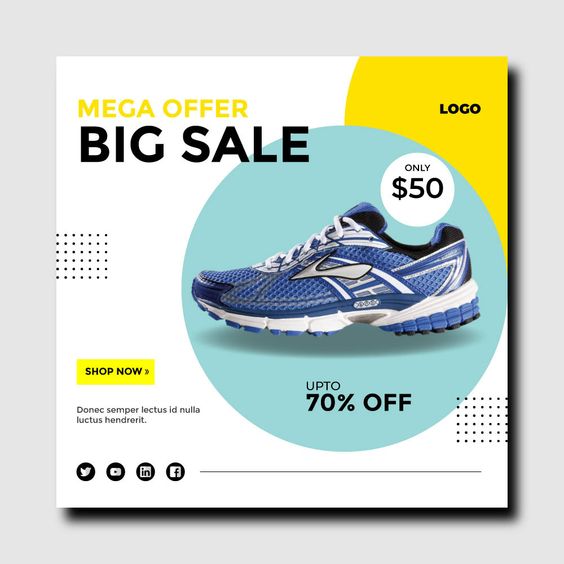 MEGA OFFER
BIG SALE
LOGO
ONLY
$50
SHOP NOW »
UPTO
70% OFF
Donec semper lectus id nulla
luctus hendrerit.